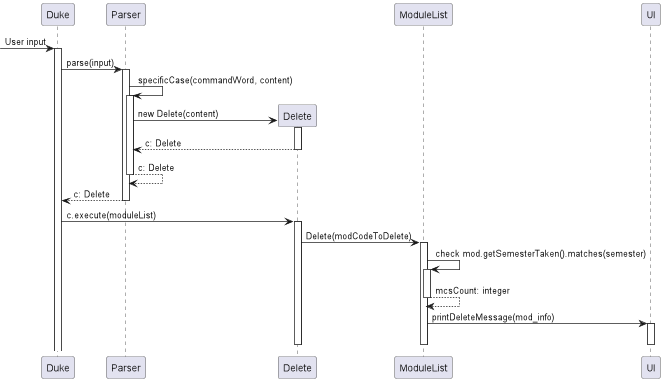 Duke Parser ModuleList UI
User input
parse(input)
specificCase(commandWord, content)
new Delete(content)
Delete
c: Delete
c: Delete
c: Delete
c.execute(moduleList)
Delete(modCodeToDelete)
check mod.getSemesterTaken().matches(semester)
mcsCount: integer
printDeleteMessage(mod_info)
Duke Parser Delete ModuleList UI